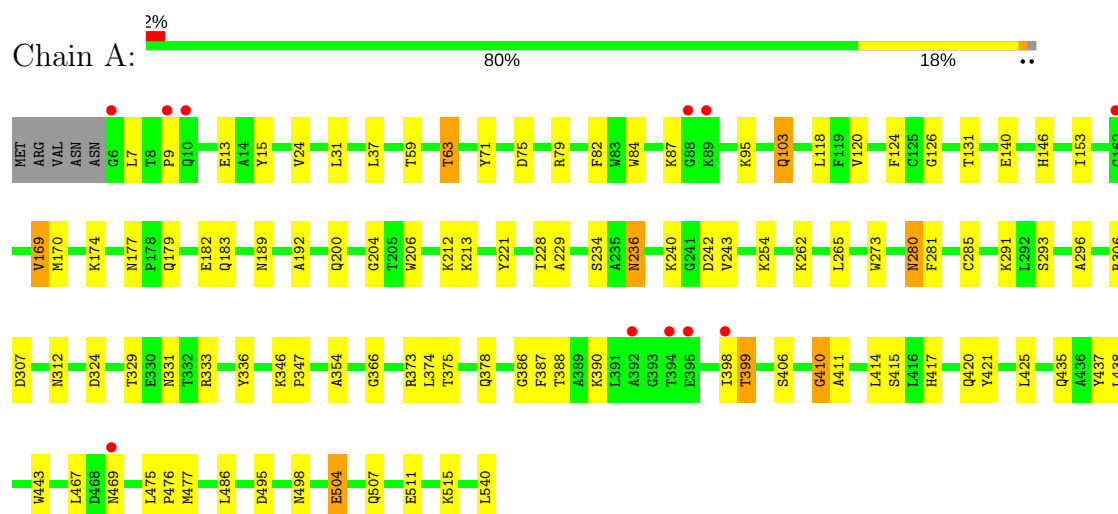 2%
Chain A:
80% 18% ••
MET ARG VAL ASN ASN G6 L7 T8 P9 Q10 E13 A14 Y15 V24 L31 L37 T59 T63 Y71 D75 R79 F82 W83 W84 K87 G88 K89 K95 Q103 L118 F119 V120 F124 C125 G126 T131 E140 H146 I153 G162
V169 M170 K174 N177 P178 Q179 E182 Q183 N189 A192 Q200 G204 T205 W206 K212 K213 Y221 I228 A229 S234 A235 N236 K240 G241 D242 V243 K254 K262 L265 W273 N280 F281 C285 K291 L292 S293 A296 R306
D307 N312 D324 T329 E330 N331 T332 R333 Y336 K346 P347 A354 G366 R373 L374 T375 Q378 G386 F387 T388 A389 K390 L391 A392 G393 T394 E395 I398 T399 S406 G410 A411 L414 S415 L416 H417 Q420 Y421 L425 Q435 A436 Y437 L438
W443 L467 D468 N469 L475 P476 M477 L486 D495 N498 E504 Q507 E511 K515 L540